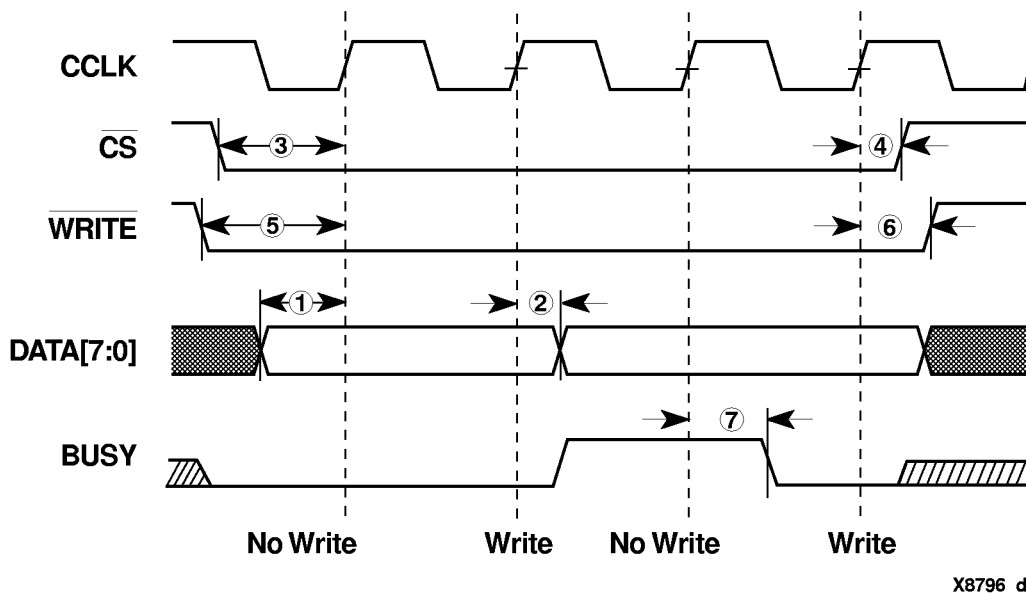 CCLK
CS
③
④
WRITE
⑤
⑥
①
②
DATA[7:0]
⑦
BUSY
No Write
Write
No Write
Write
X8796 d